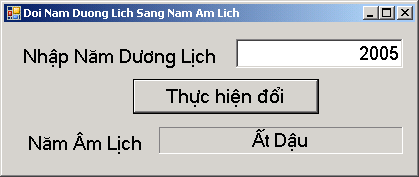 Doi Nam Duong Lich Sang Nam Am Lich
Nhập Năm Dương Lịch 2005
Thực hiện đổi
Năm Âm Lịch Ất Dậu